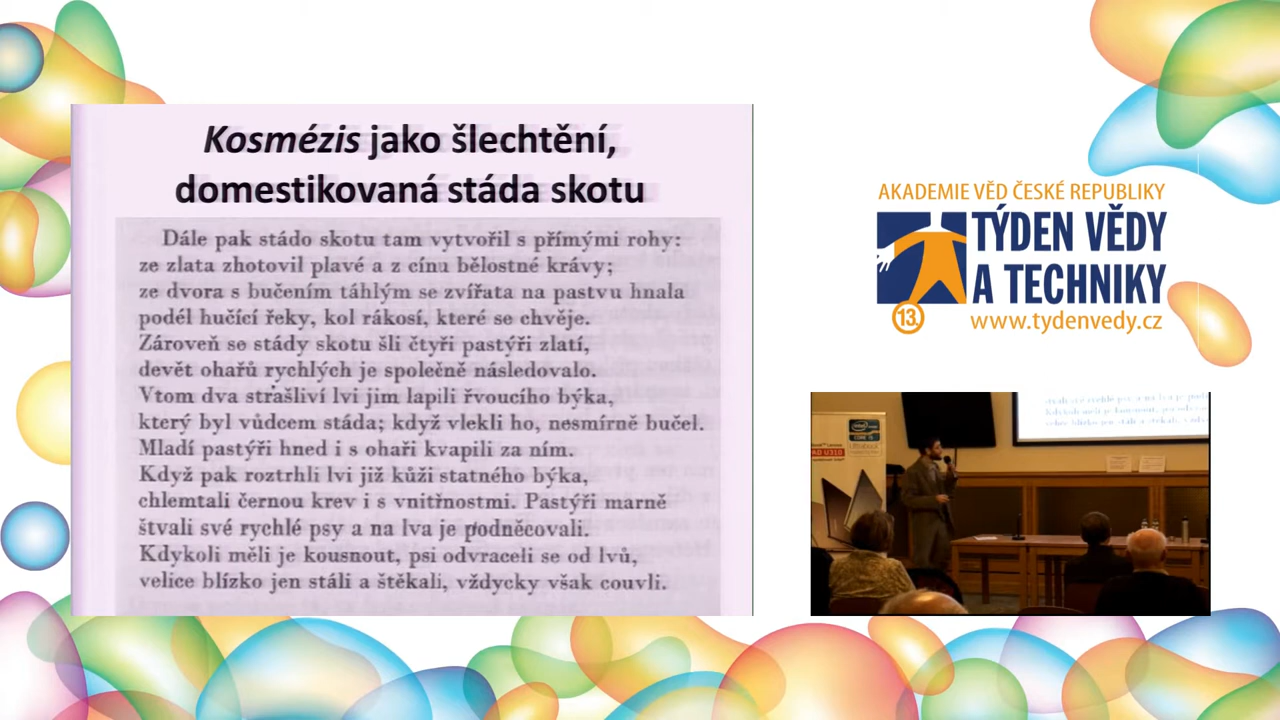 Kosmézis jako šlechtění,
domestikovaná stáda skotu
Dále pak stádo skotu tam vytvořil s přímými rohy:
ze zlata zhotovil plavé a z cínu bělostné krávy;
ze dvora s bučením táhlým se zvířata na pastvu hnala
podél hučící řeky, kol rákosí, které se chvěje.
Zároveň se stády skotu šli čtyři pastýři zlatí,
devět ohařů rychlých je společně následovalo.
Vtom dva strašliví lvi jim lapili řvoucího býka,
který byl vůdcem stáda; když vlekli ho, nesmírně bučel.
Mladí pastýři hned i s ohaři kvapili za ním.
Když pak roztrhli lvi již kůži statného býka,
chlemtali černou krev i s vnitřnostmi. Pastýři marně
štvali své rychlé psy a na lva je podněcovali.
Kdykoli měli je kousnout, psi odvraceli se od lvů,
velice blízko jen stáli a štěkali, vždycky však couvli.
AKADEMIE VĚD ČESKÉ REPUBLIKY
TÝDEN VĚDY
A TECHNIKY
13.
www.tydenvedy.cz